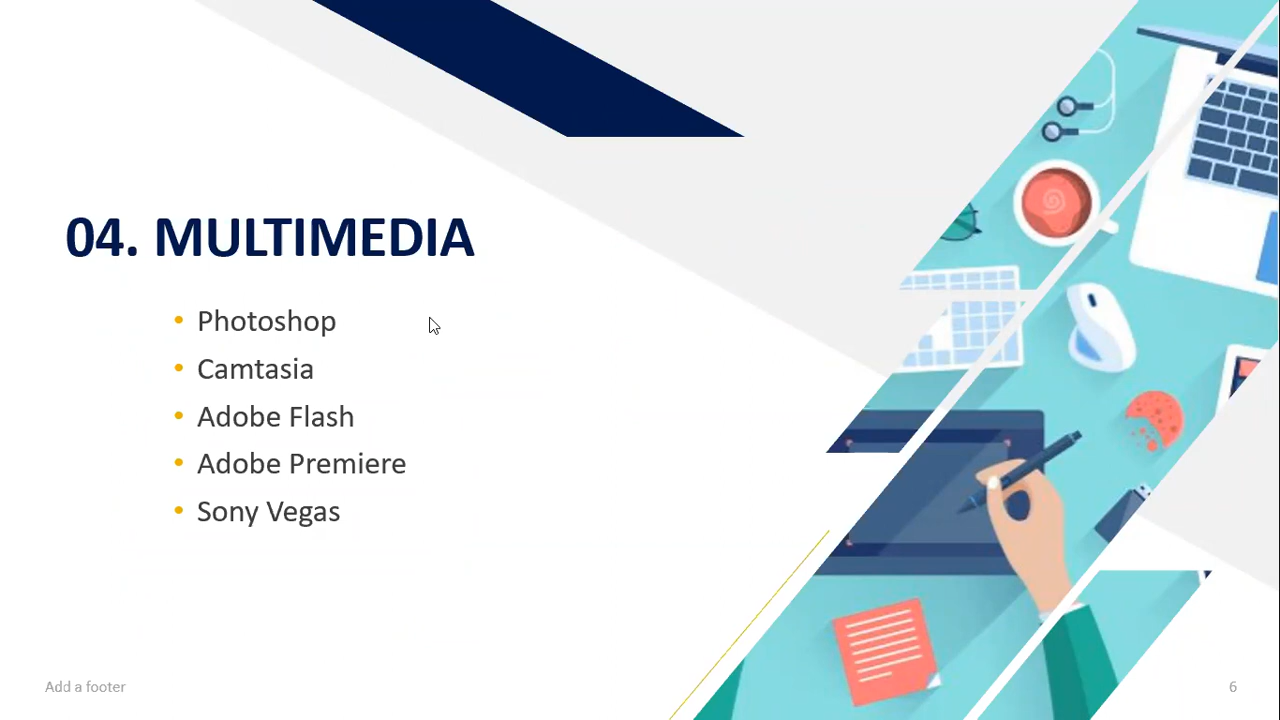 04. MULTIMEDIA
• Photoshop
• Camtasia
• Adobe Flash
• Adobe Premiere
• Sony Vegas
Add a footer
6